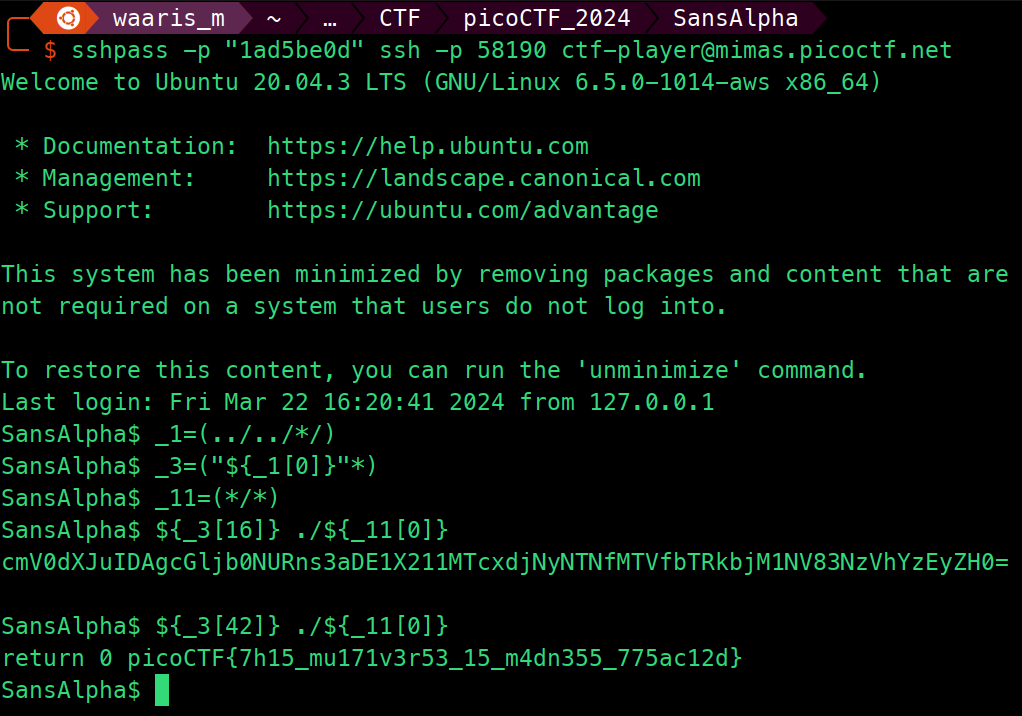 waaris_m ~ … CTF picoCTF_2024 SansAlpha
$ sshpass -p "1ad5be0d" ssh -p 58190 ctf-player@mimas.picoctf.net
Welcome to Ubuntu 20.04.3 LTS (GNU/Linux 6.5.0-1014-aws x86_64)
* Documentation: https://help.ubuntu.com
* Management: https://landscape.canonical.com
* Support: https://ubuntu.com/advantage
This system has been minimized by removing packages and content that are
not required on a system that users do not log into.
To restore this content, you can run the 'unminimize' command.
Last login: Fri Mar 22 16:20:41 2024 from 127.0.0.1
SansAlpha$ _1=(../../*/)
SansAlpha$ _3=("${_1[0]}"*)
SansAlpha$ _11=(*/*)
SansAlpha$ ${_3[16]} ./${_11[0]}
cmV0dXJuIDAgcGljb0NURns3aDE1X211MTcxdjNyNTNfMTVfbTRkbjM1NV83NzVhYzEyZH0=
SansAlpha$ ${_3[42]} ./${_11[0]}
return 0 picoCTF{7h15_mu171v3r53_15_m4dn355_775ac12d}
SansAlpha$